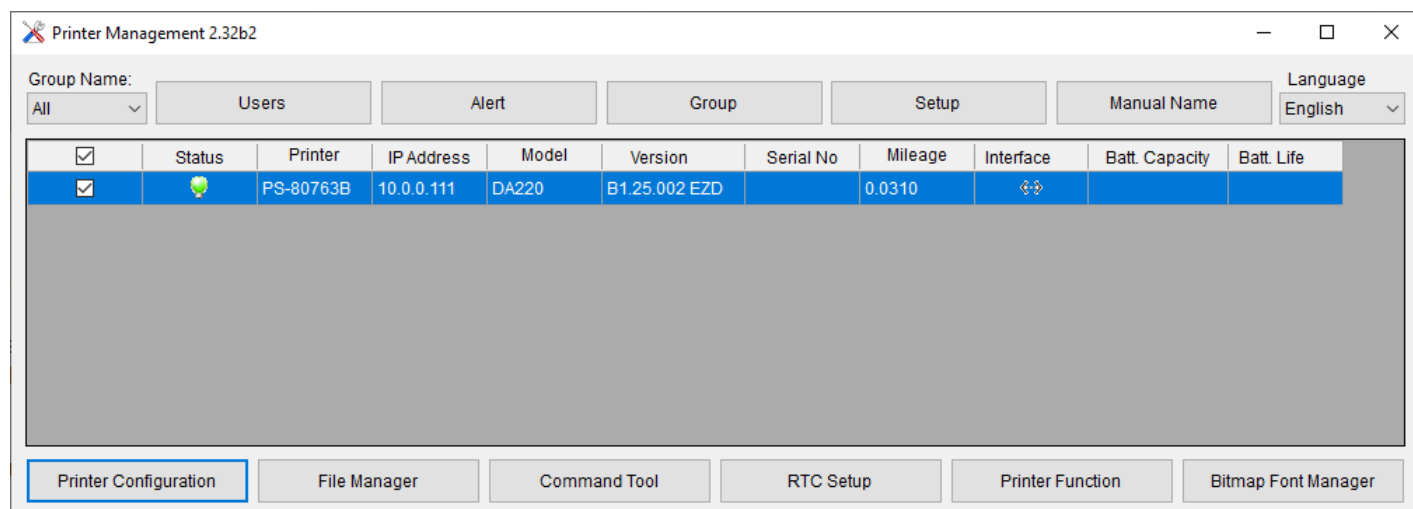 Printer Management 2.32b2
Group Name: Language
All Users Alert Group Setup Manual Name English
Status Printer IP Address Model Version Serial No Mileage Interface Batt. Capacity Batt. Life
PS-80763B 10.0.0.111 DA220 B1.25.002 EZD 0.0310
Printer Configuration File Manager Command Tool RTC Setup Printer Function Bitmap Font Manager